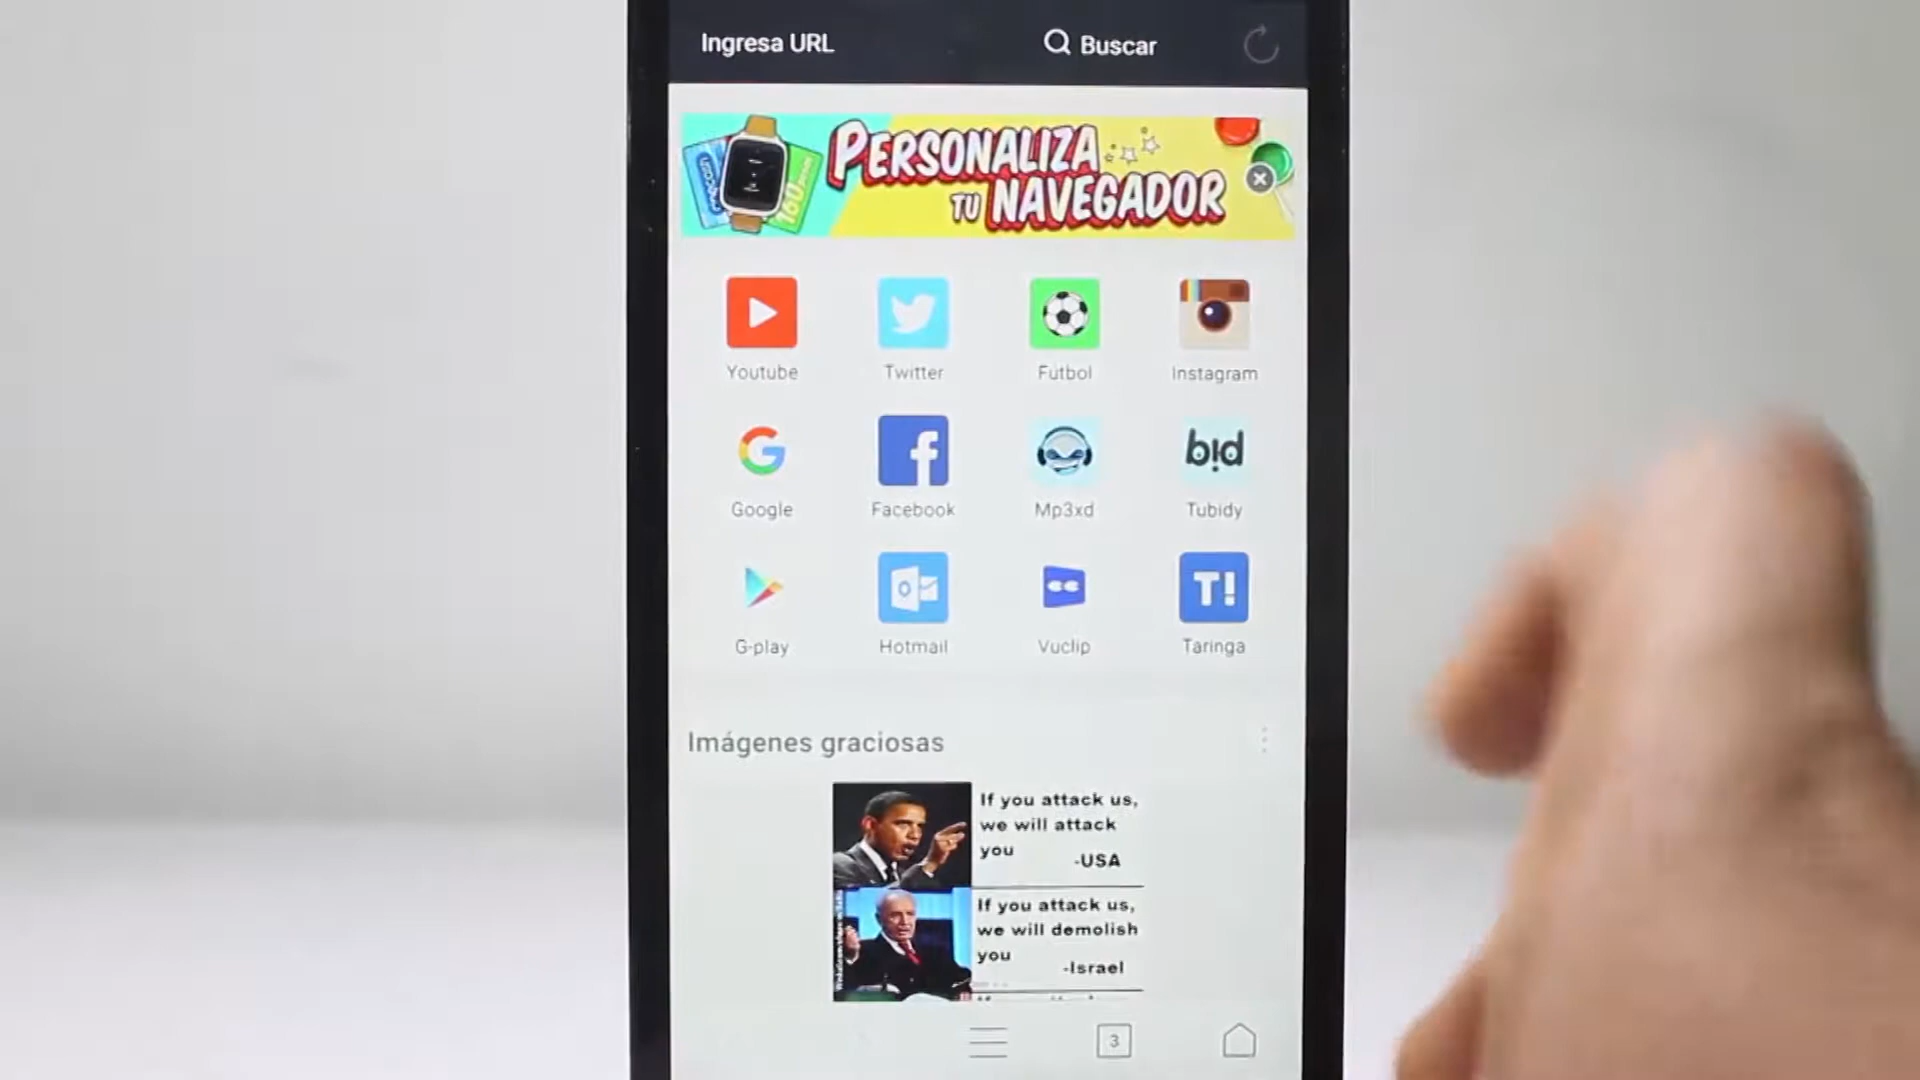 Ingresa URL
Buscar
PERSONALIZA
TU NAVEGADOR
160
Youtube
Twitter
Fútbol
Instagram
Google
Facebook
Mp3xd
bid
Tubidy
G-play
Hotmail
Vuclip
T!
Taringa
Imágenes graciosas
If you attack us,
we will attack
you
-USA
If you attack us,
we will demolish
you
-Israel
3